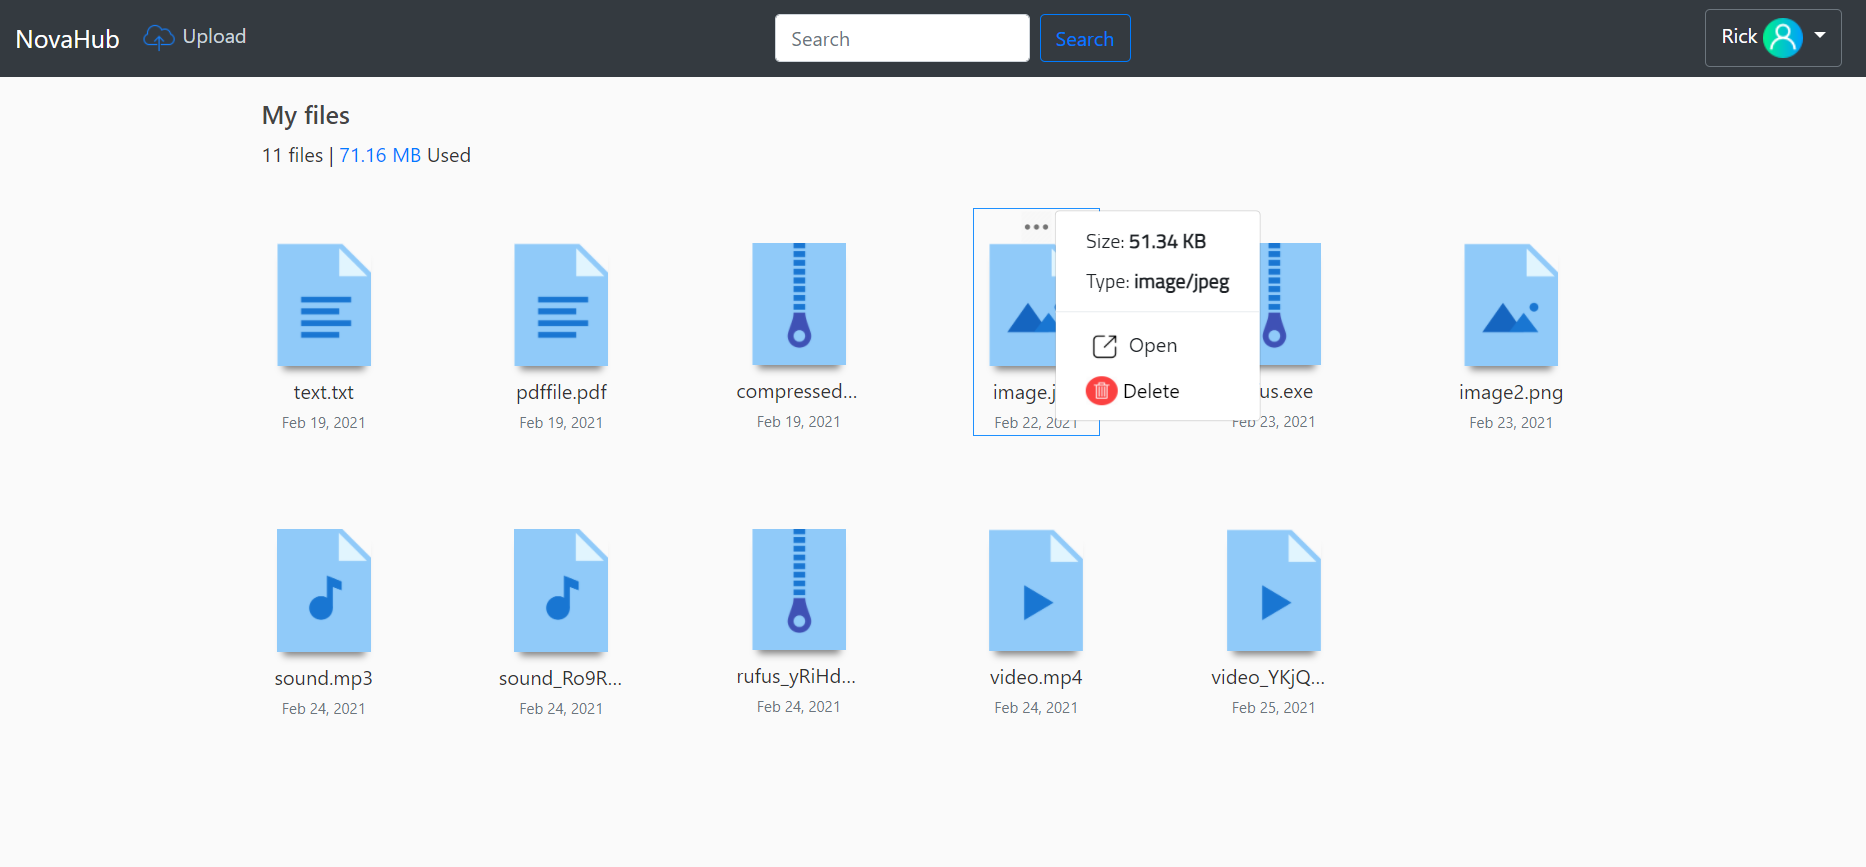 NovaHub
Upload
Search
Search
Rick
My files
11 files | 71.16 MB Used
Size: 51.34 KB
Type: image/jpeg
Open
Delete
text.txt
pdffile.pdf
compressed...
image.j
us.exe
image2.png
Feb 19, 2021
Feb 19, 2021
Feb 19, 2021
Feb 22, 2021
Feb 23, 2021
Feb 23, 2021
sound.mp3
sound_Ro9R...
rufus_yRiHd...
video.mp4
video_YKjQ...
Feb 24, 2021
Feb 24, 2021
Feb 24, 2021
Feb 24, 2021
Feb 25, 2021